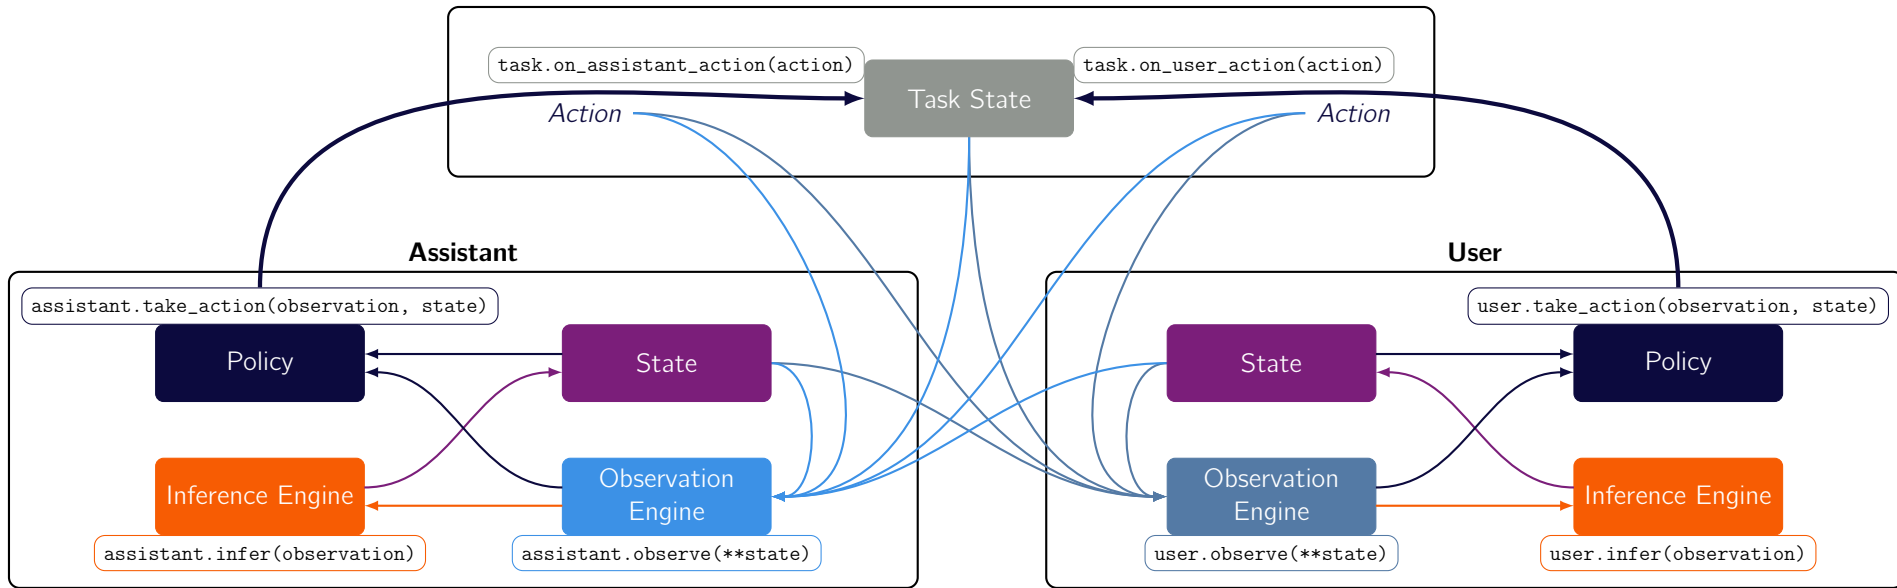 task.on_assistant_action(action)
task.on_user_action(action)
Task State
Action
Action
Assistant
assistant.take_action(observation, state)
Policy
State
Inference Engine
Observation
Engine
assistant.infer(observation)
assistant.observe(**state)
User
user.take_action(observation, state)
State
Policy
Observation
Engine
Inference Engine
user.observe(**state)
user.infer(observation)